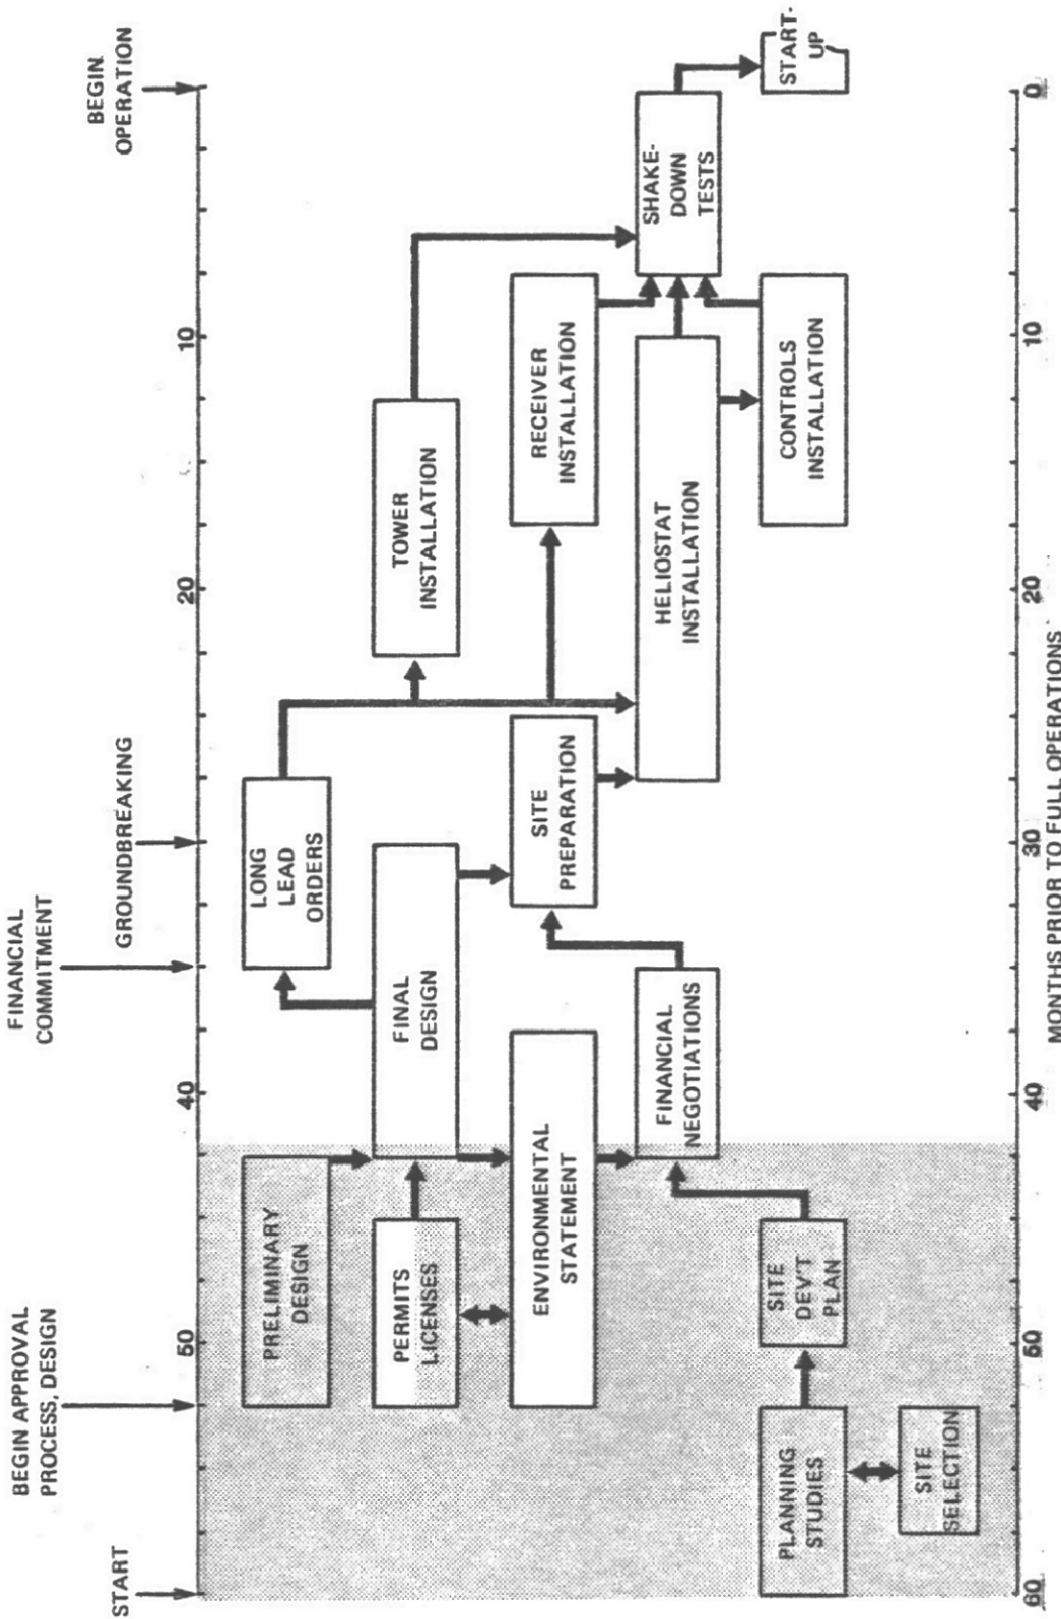 START
BEGIN APPROVAL
PROCESS, DESIGN
FINANCIAL
COMMITMENT
GROUNDBREAKING
BEGIN
OPERATION
50
40
30
20
10
0
PRELIMINARY
DESIGN
LONG
LEAD
ORDERS
PERMITS
LICENSES
FINAL
DESIGN
TOWER
INSTALLATION
ENVIRONMENTAL
STATEMENT
SITE
PREPARATION
RECEIVER
INSTALLATION
FINANCIAL
NEGOTIATIONS
HELIOSTAT
INSTALLATION
SHAKE-
DOWN
TESTS
PLANNING
STUDIES
SITE
DEV'T
PLAN
CONTROLS
INSTALLATION
START-
UP
SITE
SELECTION
60
50
40
30
20
10
0
MONTHS PRIOR TO FULL OPERATIONS